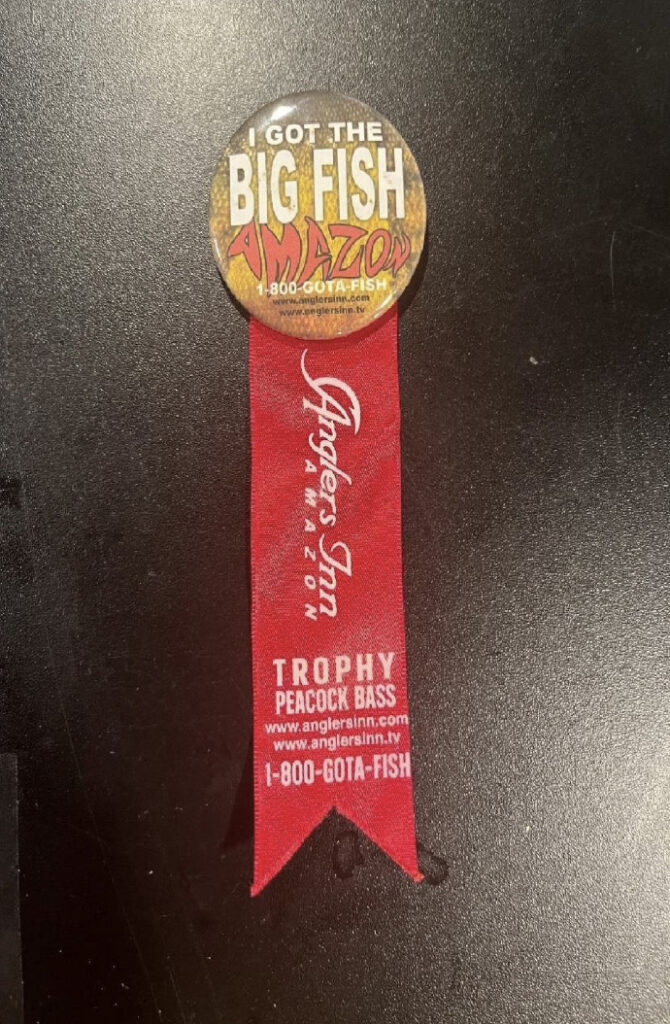 I GOT THE
BIG FISH
AMAZON
1-800-GOTA-FISH
www.anglersinn.com
www.anglersinn.tv
Anglers Inn
AMAZON
TROPHY
PEACOCK BASS
www.anglersinn.com
www.anglersinn.tv
1-800-GOTA-FISH